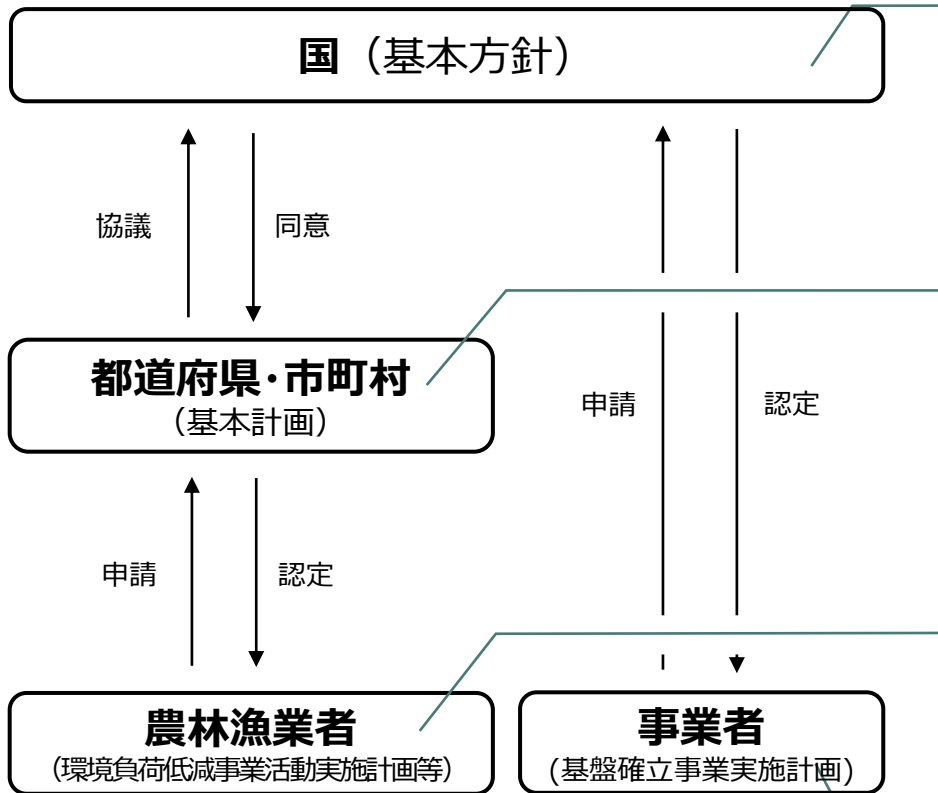 国（基本方針）
協議
同意
都道府県・市町村
（基本計画）
申請
認定
申請
認定
農林漁業者
（環境負荷低減事業活動実施計画等）
事業者
（基盤確立事業実施計画）